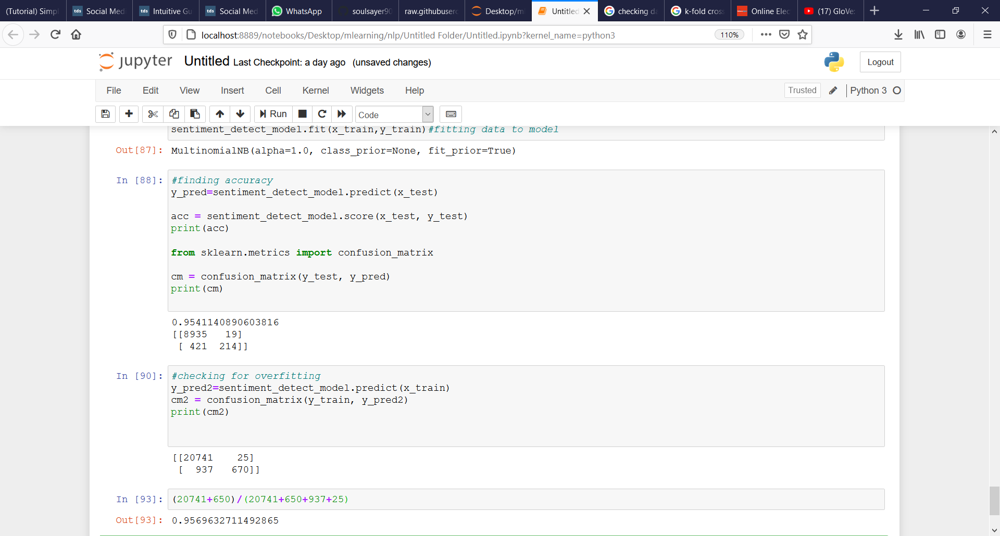 (Tutorial) Simpl
tds Social Med
tds Intuitive Gu
tds Social Med
WhatsApp
soulsayer90
raw.githubuserc
Desktop/ml
Untitled
checking da
k-fold cross
Online Elec
(17) GloVe:
localhost:8889/notebooks/Desktop/mlearning/nlp/Untitled Folder/Untitled.ipynb?kernel_name=python3
110%
jupyter Untitled Last Checkpoint: a day ago (unsaved changes)
Logout
File Edit View Insert Cell Kernel Widgets Help
Trusted
Python 3
Run
Code
sentiment_detect_model.fit(x_train,y_train)#fitting data to model
Out[87]: MultinomialNB(alpha=1.0, class_prior=None, fit_prior=True)
In [88]: #finding accuracy
y_pred=sentiment_detect_model.predict(x_test)
acc = sentiment_detect_model.score(x_test, y_test)
print(acc)
from sklearn.metrics import confusion_matrix
cm = confusion_matrix(y_test, y_pred)
print(cm)
0.9541140890603816
[[8935   19]
 [ 421  214]]
In [90]: #checking for overfitting
y_pred2=sentiment_detect_model.predict(x_train)
cm2 = confusion_matrix(y_train, y_pred2)
print(cm2)
[[20741    25]
 [  937   670]]
In [93]: (20741+650)/(20741+650+937+25)
Out[93]: 0.9569632711492865